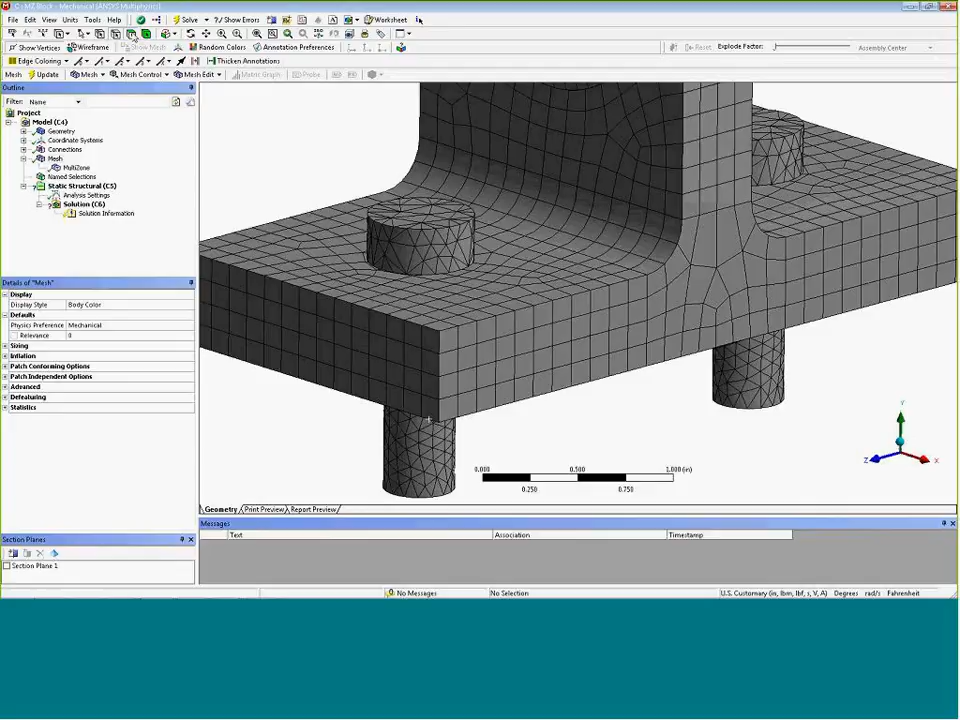 C : MZ Block - Mechanical [ANSYS Multiphysics]
File Edit View Units Tools Help Solve ?/Show Errors Worksheet
Show Vertices Wireframe Show Mesh Random Colors Annotation Preferences Reset Explode Factor: Assembly Center
Edge Coloring Thicken Annotations
Mesh Update Mesh Mesh Control Mesh Edit Metric Graph Probe
Outline
Filter: Name
Project
Model (C4)
Geometry
Coordinate Systems
Connections
Mesh
MultiZone
Named Selections
Static Structural (C5)
Analysis Settings
Solution (C6)
Solution Information
Details of "Mesh"
Display
Display Style Body Color
Defaults
Physics Preference Mechanical
Relevance 0
Sizing
Inflation
Patch Conforming Options
Patch Independent Options
Advanced
Defeaturing
Statistics
Section Planes
Section Plane 1
0.000 0.500 1.000 (in)
0.250 0.750
Y
Z
X
Geometry Print Preview Report Preview
Messages
Text Association Timestamp
No Messages No Selection U.S. Customary (in, lbm, lbf, s, V, A) Degrees rad/s Fahrenheit